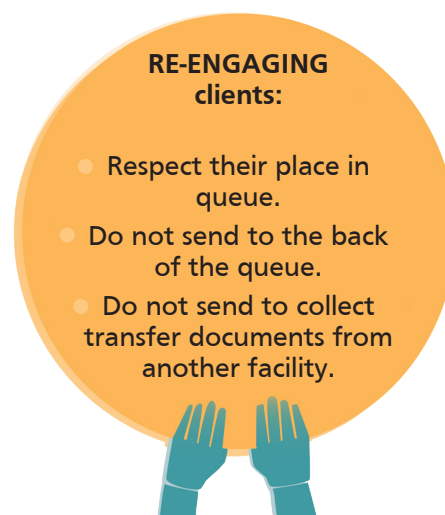 RE-ENGAGING
clients:
Respect their place in
queue.
Do not send to the back
of the queue.
Do not send to collect
transfer documents from
another facility.